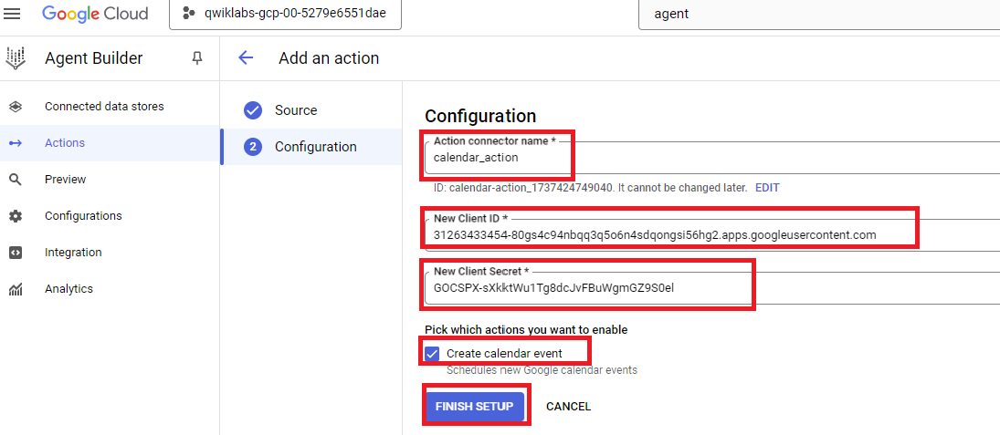 Google Cloud
qwiklabs-gcp-00-5279e6551dae
agent
Agent Builder
Add an action
Connected data stores
Actions
Preview
Configurations
Integration
Analytics
Source
2 Configuration
Configuration
Action connector name *
calendar_action
ID: calendar-action_1737424749040. It cannot be changed later. EDIT
New Client ID *
31263433454-80gs4c94nbqq3q5o6n4sdqongsi56hg2.apps.googleusercontent.com
New Client Secret *
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
Pick which actions you want to enable
Create calendar event
Schedules new Google calendar events
FINISH SETUP CANCEL